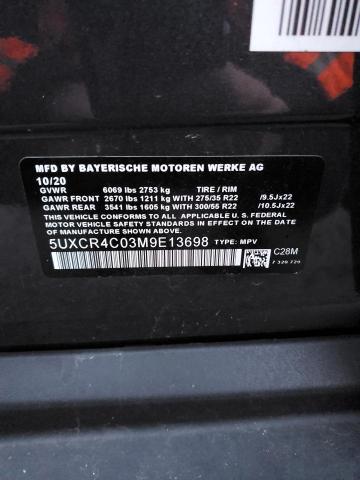 MFD BY BAYERISCHE MOTOREN WERKE AG
10/20
GVWR 6069 lbs 2753 kg TIRE / RIM
GAWR FRONT 2670 lbs 1211 kg WITH 275/35 R22 /9.5Jx22
GAWR REAR 3541 lbs 1605 kg WITH 300/55 R22 /10.5Jx22
THIS VEHICLE CONFORMS TO ALL APPLICABLE U.S. FEDERAL
MOTOR VEHICLE SAFETY STANDARDS IN EFFECT ON THE DATE
OF MANUFACTURE SHOWN ABOVE.
5UXCR4C03M9E13698 TYPE: MPV
C28M
7 320 720